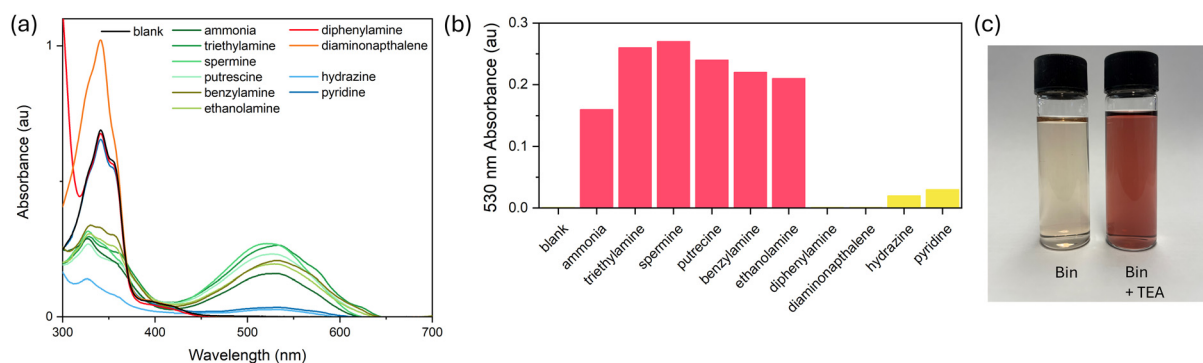 (a)
1
0
Absorbance (au)
300
400
500
600
700
Wavelength (nm)
blank
ammonia
triethylamine
spermine
putrescine
benzylamine
ethanolamine
diphenylamine
diaminonapthalene
hydrazine
pyridine
(b)
0.3
0.2
0.1
0.0
530 nm Absorbance (au)
blank
ammonia
triethylamine
spermine
putrecine
benzylamine
ethanolamine
diphenylamine
diaminonapthalene
hydrazine
pyridine
(c)
Bin
Bin
+ TEA